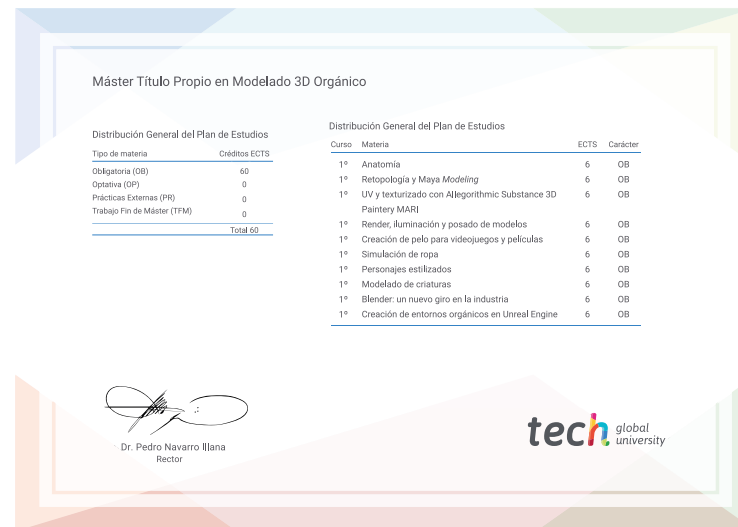 Máster Título Propio en Modelado 3D Orgánico
Distribución General del Plan de Estudios
Tipo de materia Créditos ECTS
Obligatoria (OB) 60
Optativa (OP) 0
Prácticas Externas (PR) 0
Trabajo Fin de Máster (TFM) 0
Total 60
Distribución General del Plan de Estudios
Curso Materia ECTS Carácter
1º Anatomía 6 OB
1º Retopología y Maya Modeling 6 OB
1º UV y texturizado con Allegorithmic Substance 3D 6 OB
Paintery MARI
1º Render, iluminación y posado de modelos 6 OB
1º Creación de pelo para videojuegos y películas 6 OB
1º Simulación de ropa 6 OB
1º Personajes estilizados 6 OB
1º Modelado de criaturas 6 OB
1º Blender: un nuevo giro en la industria 6 OB
1º Creación de entornos orgánicos en Unreal Engine 6 OB
Dr. Pedro Navarro Illana
Rector
tech global
university